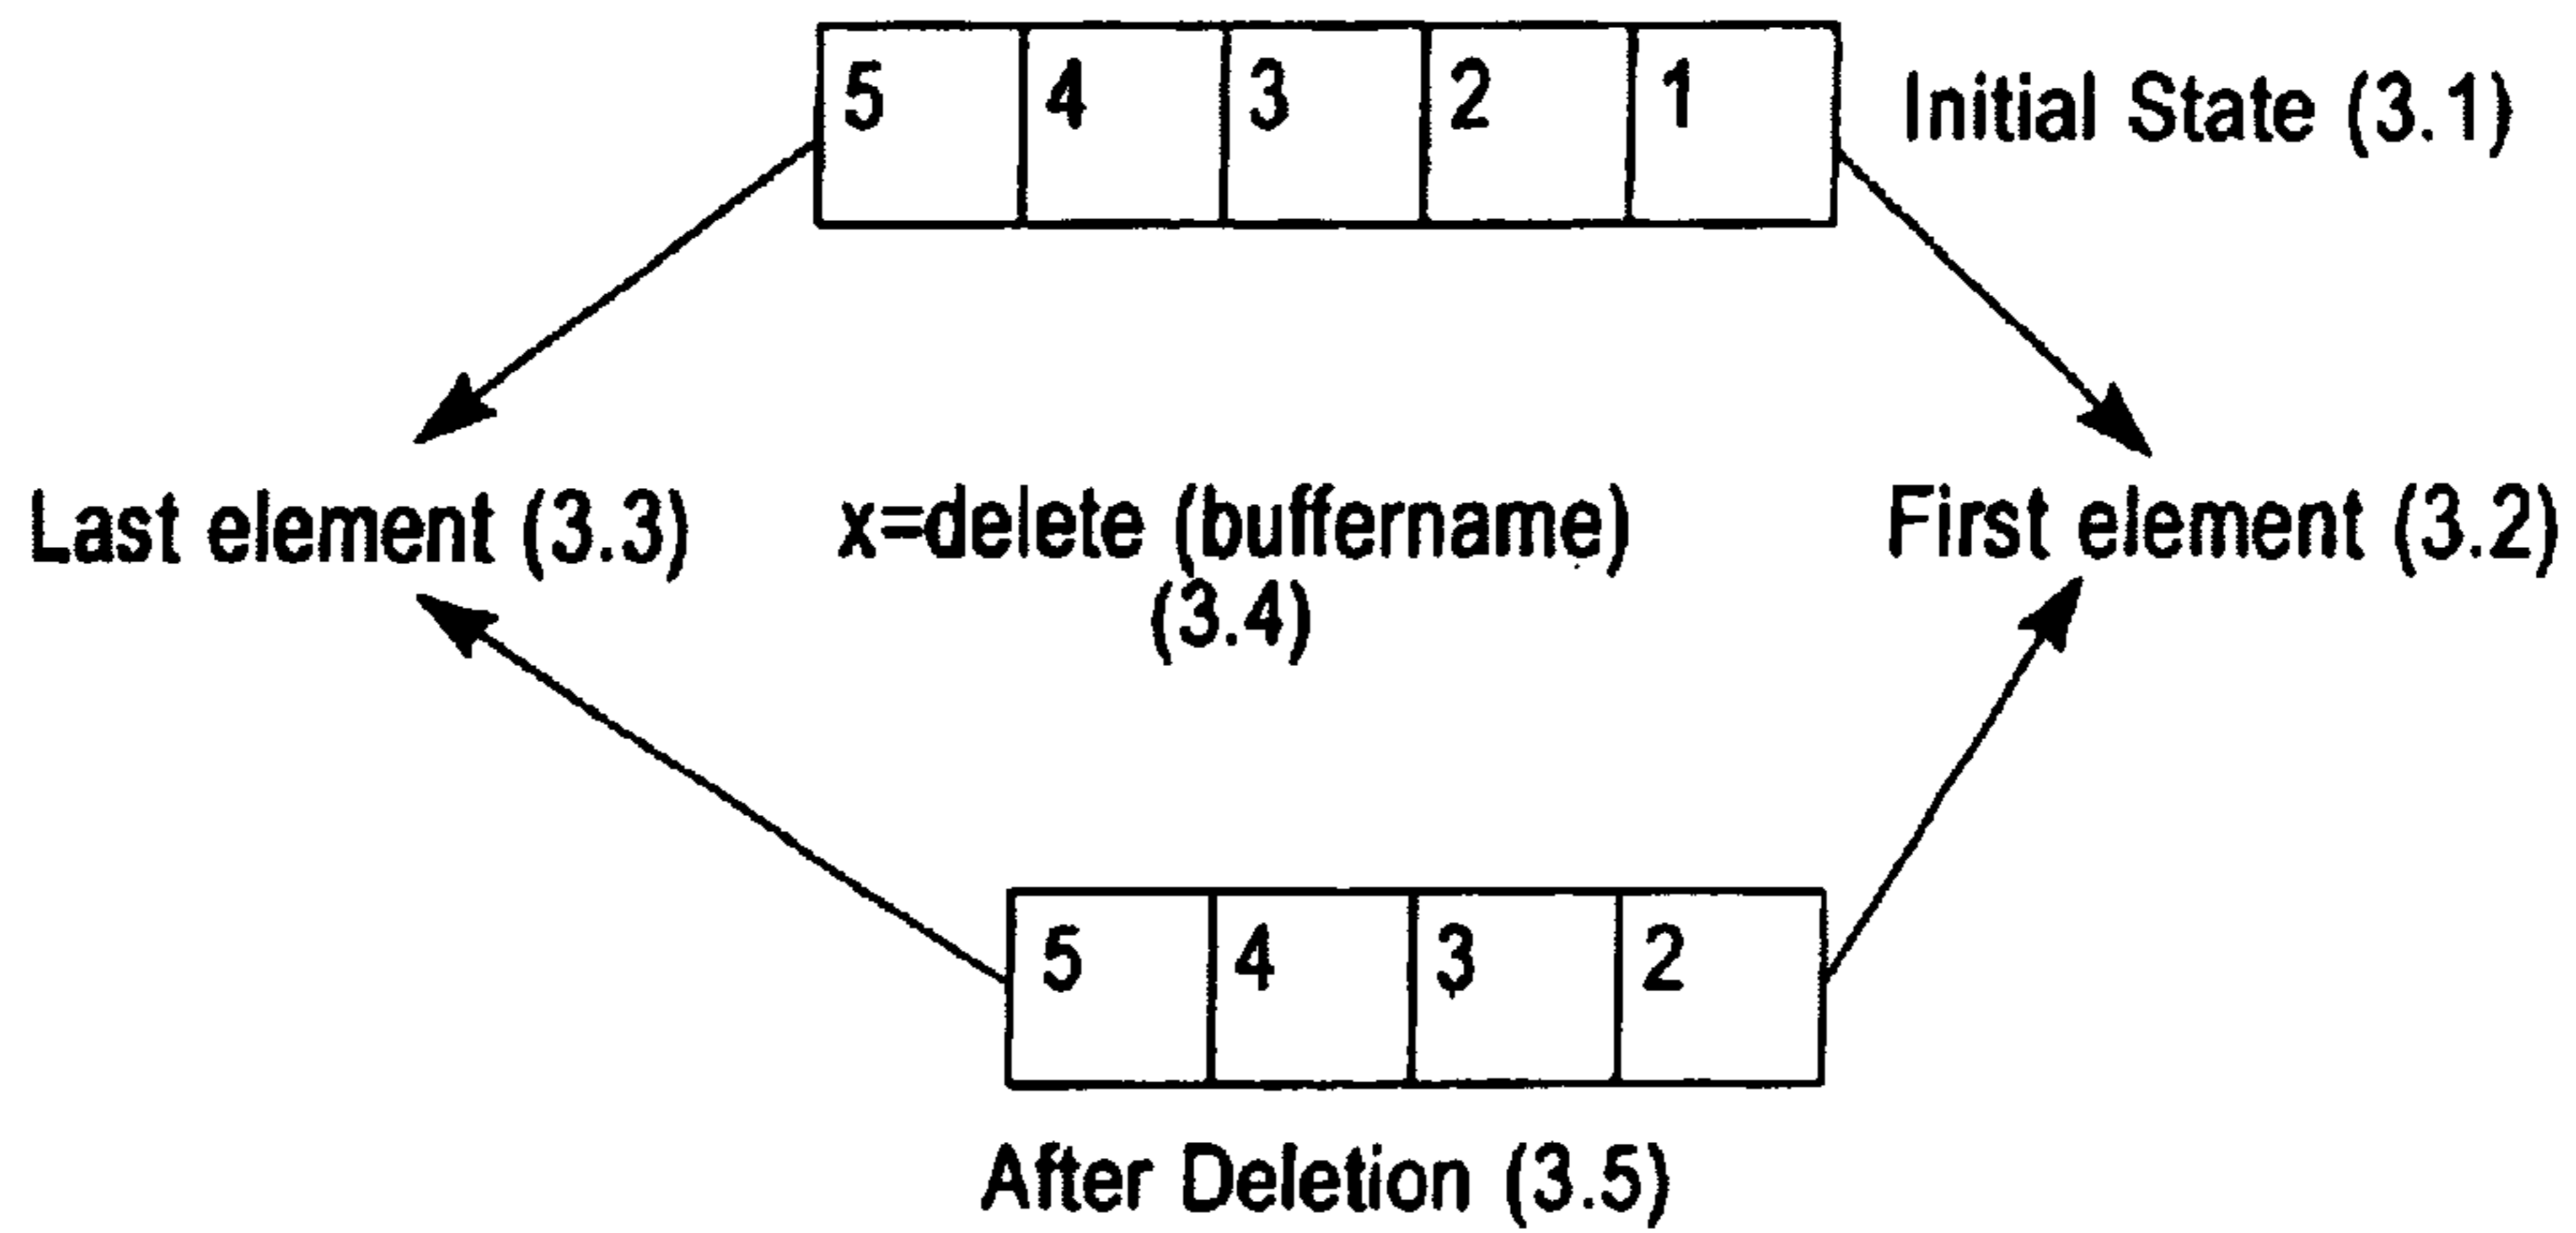 5 4 3 2 1
Initial State (3.1)
Last element (3.3)
x=delete (buffername)
(3.4)
First element (3.2)
5 4 3 2
After Deletion (3.5)